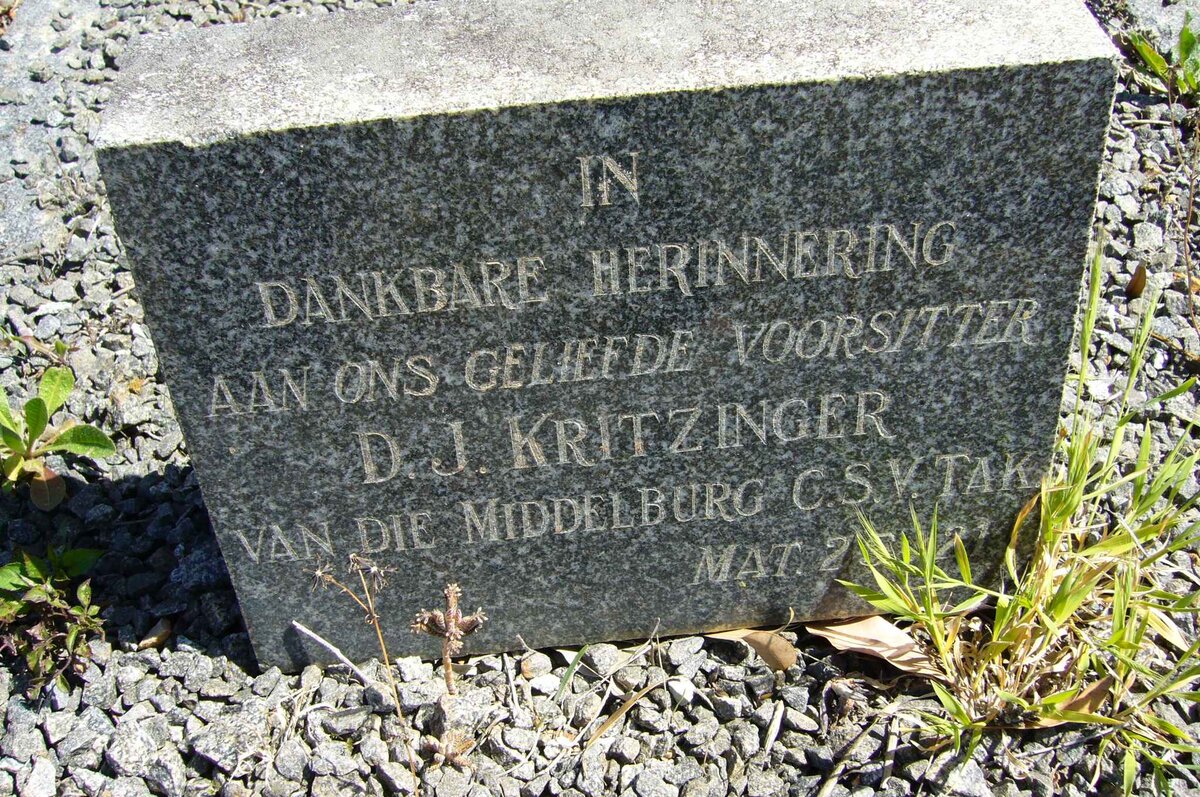 IN
DANKBARE HERINNERING
AAN ONS GELIEFDE VOORSITTER
D. J. KRITZINGER
VAN DIE MIDDELBURG C.S.V. TAK.
MAT